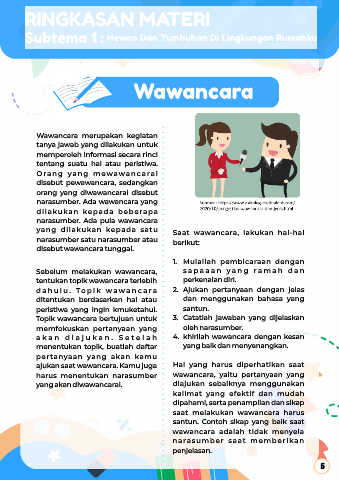 RINGKASAN MATERI
Subtema 1 : Hewan Dan Tumbuhan Di Lingkungan Rumahku
Wawancara
Wawancara merupakan kegiatan
tanya jawab yang dilakukan untuk
memperoleh informasi secara rinci
tentang suatu hal atau peristiwa.
Orang yang mewawancarai
disebut pewawancara, sedangkan
orang yang diwawancarai disebut
narasumber. Ada wawancara yang
dilakukan kepada beberapa
narasumber. Ada pula wawancara
yang dilakukan kepada satu
narasumber satu narasumber atau
disebut wawancara tunggal.
Sebelum melakukan wawancara,
tentukan topik wawancara terlebih
dahulu. Topik wawancara
ditentukan berdasarkan hal atau
peristiwa yang ingin kmuketahui.
Topik wawancara bertujuan untuk
memfokuskan pertanyaan yang
akan diajukan. Setelah
menentukan topik, buatlah daftar
pertanyaan yang akan kamu
ajukan saat wawancara. Kamu juga
harus menentukan narasumber
yang akan diwawancarai.
Saat wawancara, lakukan hal-hal
berikut:
1. Mulailah pembicaraan dengan
sapaaan yang ramah dan
perkenalan diri.
2. Ajukan pertanyaan dengan jelas
dan menggunakan bahasa yang
santun.
3. Catatlah jawaban yang dijelaskan
oleh narasumber.
4. khirilah wawancara dengan kesan
yang baik dan menyenangkan.
Hal yang harus diperhatikan saat
wawancara, yaitu pertanyaan yang
diajukan sebaiknya menggunakan
kalimat yang efektif dan mudah
dipahemi, serta penampilan dan sikap
saat melakukan wawancara harus
santun. Contoh sikap yang baik saat
wawancara adalah tidak menyela
narasumber saat memberikan
penjelasan.
5